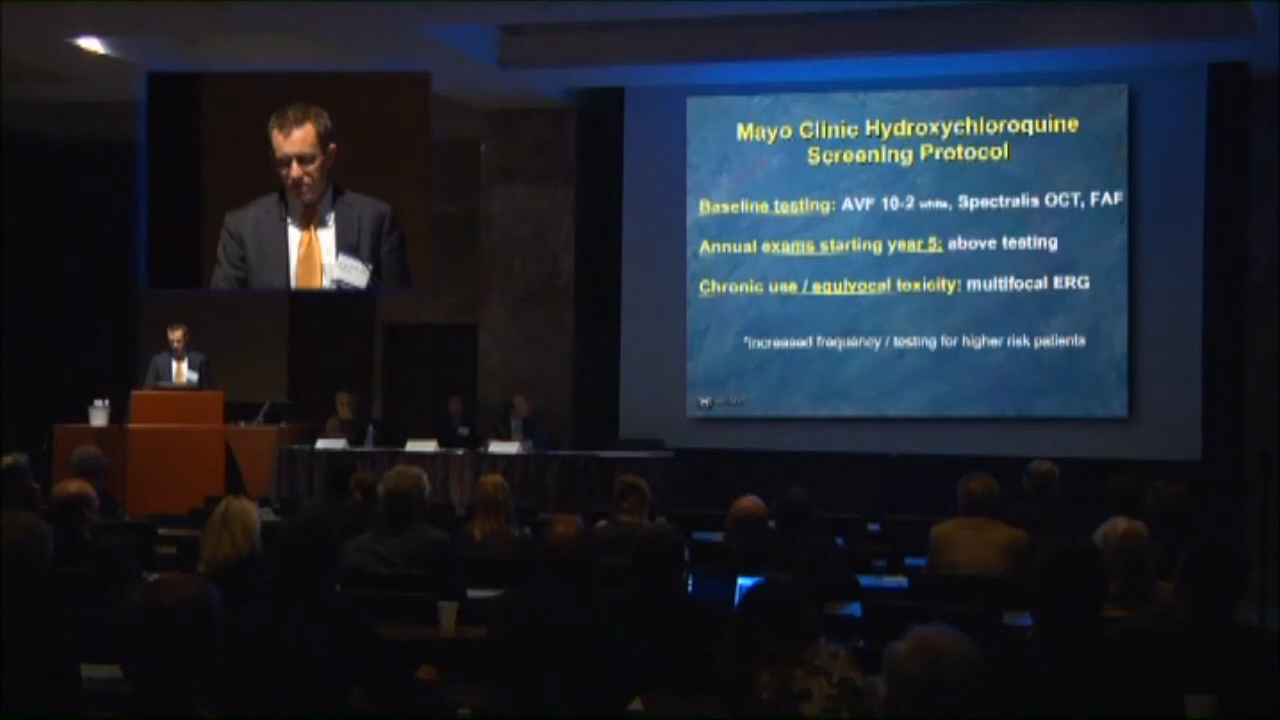 Mayo Clinic Hydroxychloroquine
Screening Protocol
Baseline testing: AVF 10-2 white, Spectralis OCT, FAF
Annual exams starting year 5: above testing
Chronic use / equivocal toxicity: multifocal ERG
*Increased frequency / testing for higher risk patients